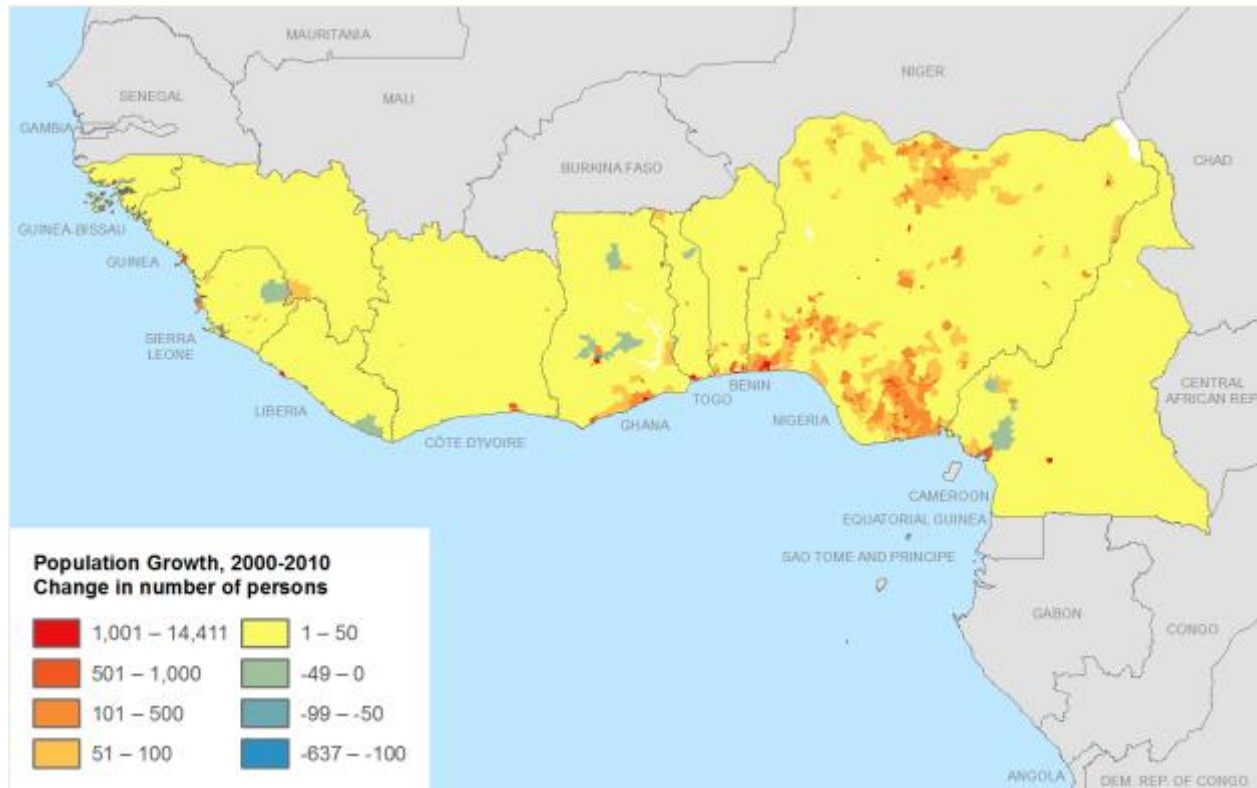 MAURITANIA
NIGER
SENEGAL
MALI
GAMBIA
CHAD
BURKINA FASO
GUINEA-BISSAU
GUINEA
SIERRA
LEONE
LIBERIA
CÔTE D'IVOIRE
GHANA
TOGO
BENIN
NIGERIA
CENTRAL
AFRICAN REP
CAMEROON
EQUATORIAL GUINEA
SAO TOME AND PRINCIPE
GABON
CONGO
ANGOLA
DEM. REP. OF CONGO
Population Growth, 2000-2010
Change in number of persons
1,001 – 14,411
501 – 1,000
101 – 500
51 – 100
1 – 50
-49 – 0
-99 – -50
-637 – -100